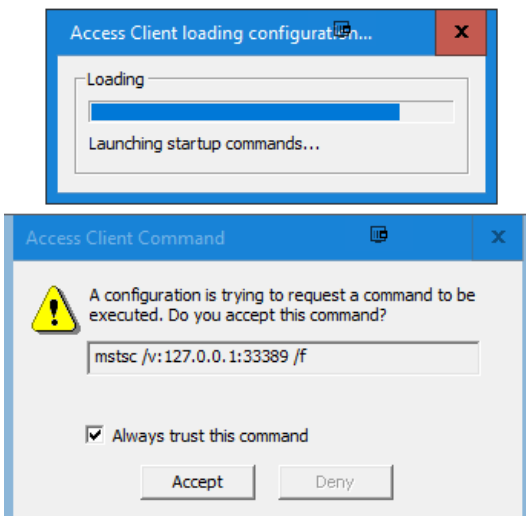 Access Client loading configuration...
x
Loading
Launching startup commands...
Access Client Command
x
A configuration is trying to request a command to be
executed. Do you accept this command?
mstsc /v:127.0.0.1:33389 /f
Always trust this command
Accept
Deny